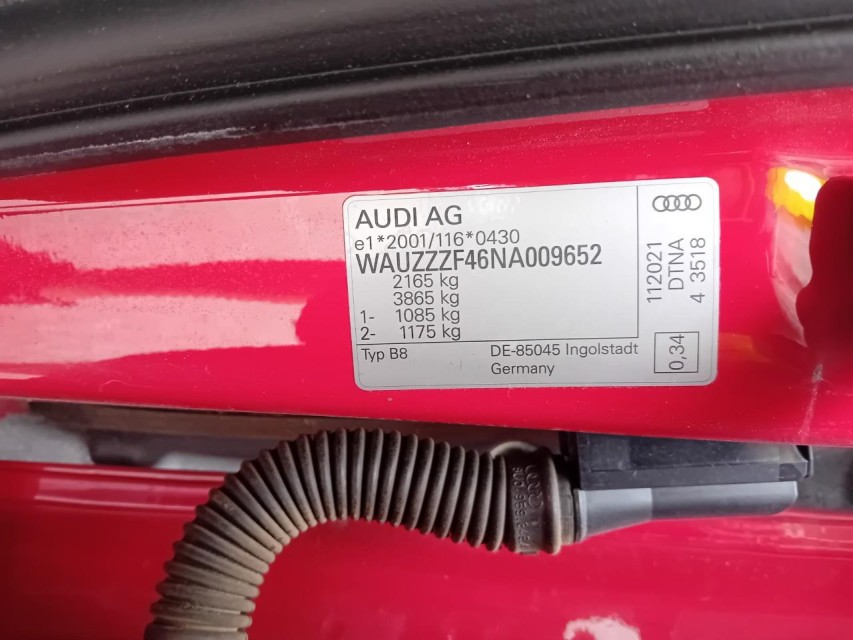 AUDI AG
e1*2001/116*0430
WAUZZZF46NA009652
2165 kg
3865 kg
1- 1085 kg
2- 1175 kg
Typ B8
DE-85045 Ingolstadt
Germany
112021
DTNA
4 3518
0,34